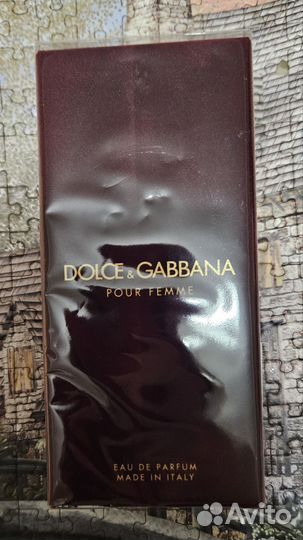 DOLCE & GABBANA
POUR FEMME
EAU DE PARFUM
MADE IN ITALY
Avito